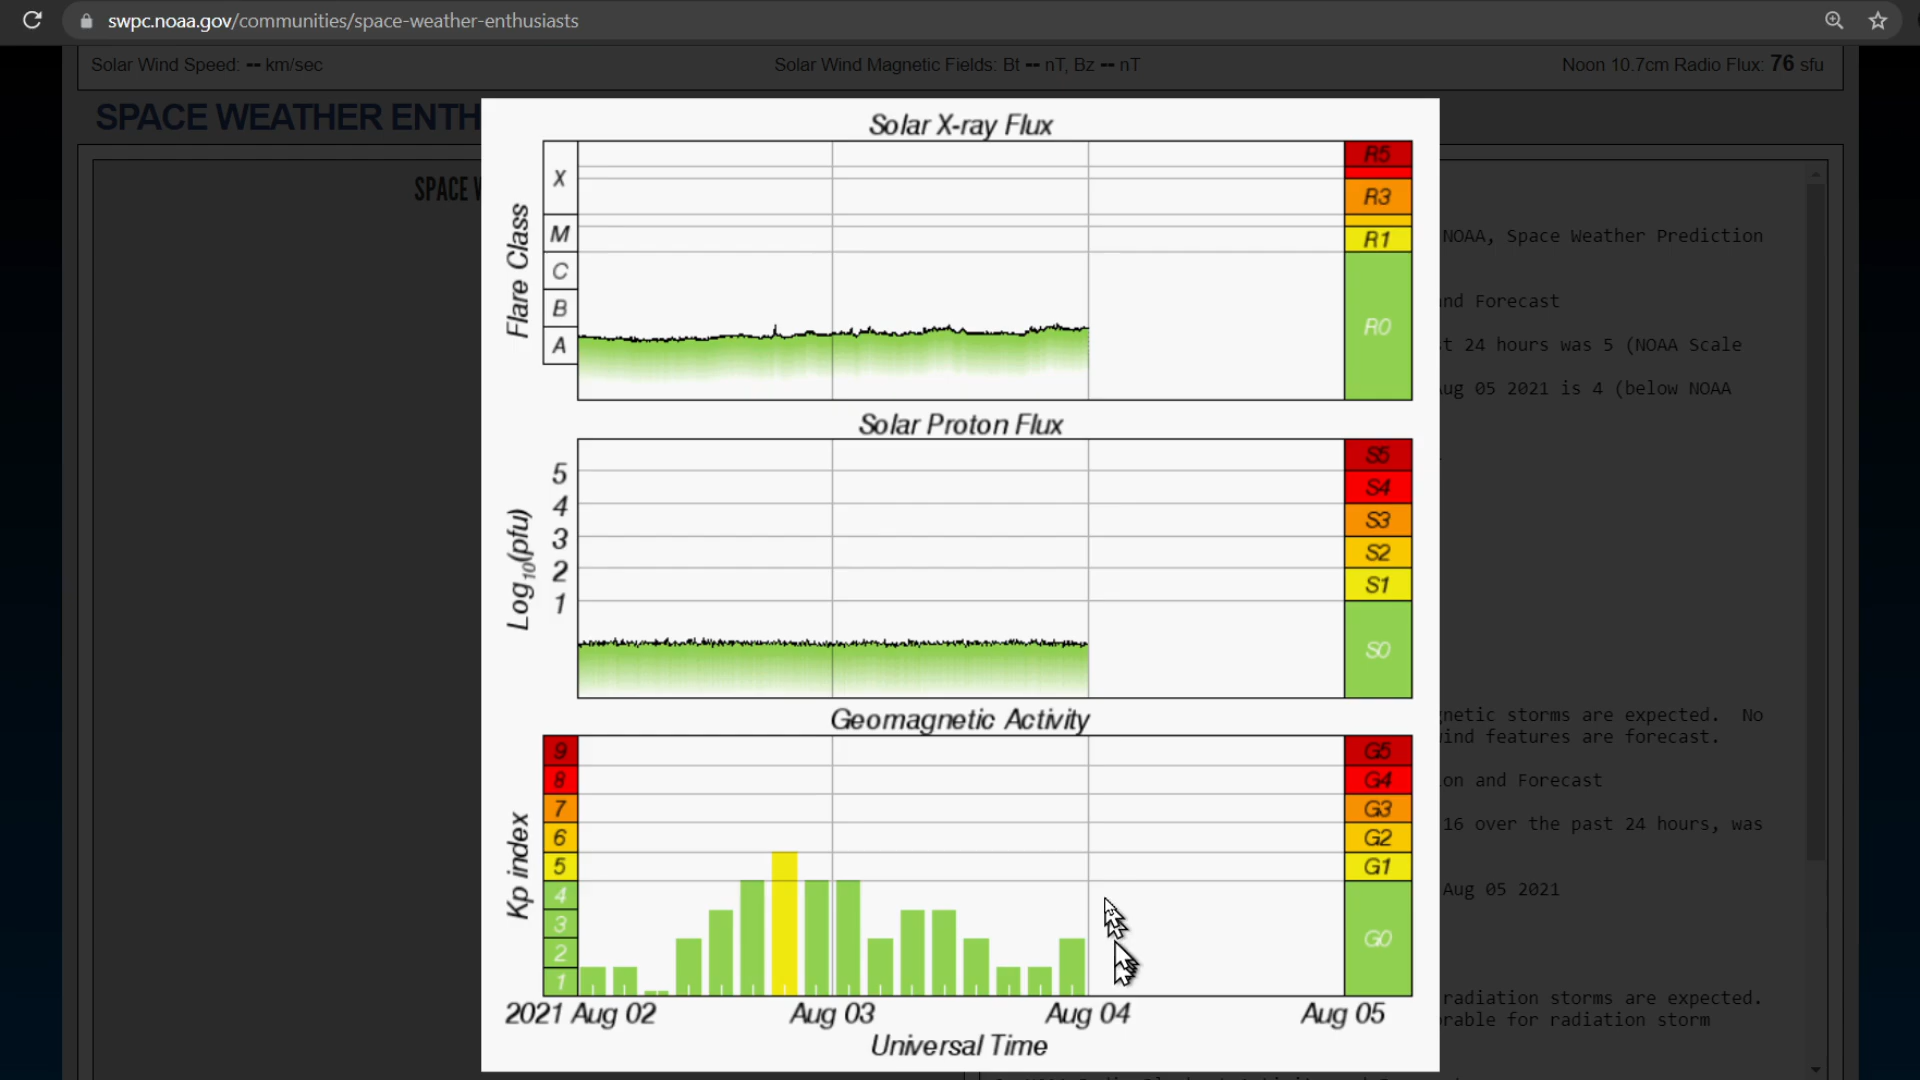 swpc.noaa.gov/communities/space-weather-enthusiasts
Solar Wind Speed: -- km/sec
Solar Wind Magnetic Fields: Bt -- nT, Bz -- nT
Noon 10.7cm Radio Flux: 76 sfu
SPACE WEATHER ENTH
SPACE W
Solar X-ray Flux
Flare Class
X
M
C
B
A
R5
R3
R1
R0
NOAA, Space Weather Prediction
nd Forecast
t 24 hours was 5 (NOAA Scale
ug 05 2021 is 4 (below NOAA
Solar Proton Flux
Log10(pfu)
5
4
3
2
1
S5
S4
S3
S2
S1
S0
Geomagnetic Activity
Kp index
9
8
7
6
5
4
3
2
1
G5
G4
G3
G2
G1
G0
netic storms are expected. No
ind features are forecast.
on and Forecast
16 over the past 24 hours, was
Aug 05 2021
radiation storms are expected.
rable for radiation storm
2021 Aug 02
Aug 03
Aug 04
Aug 05
Universal Time